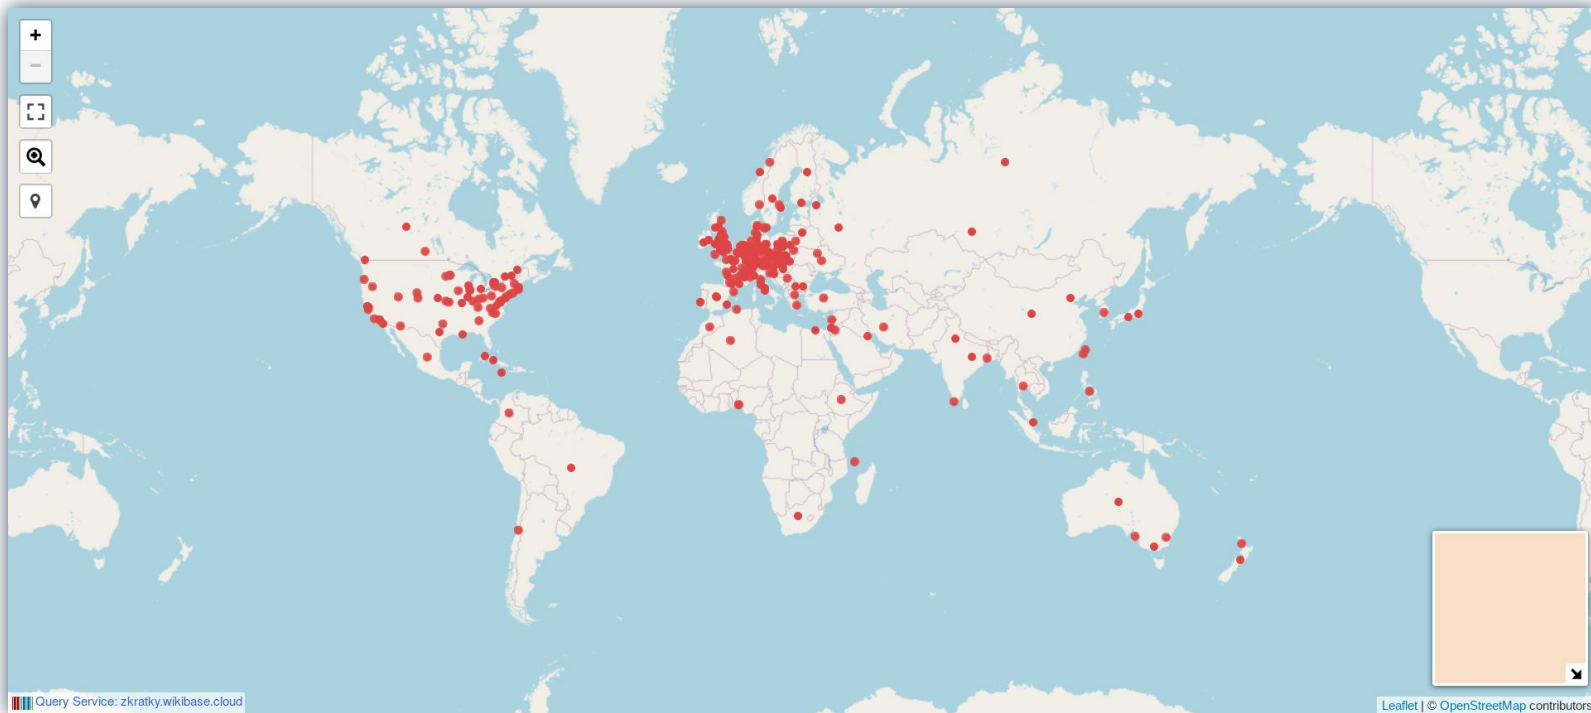 +
−
Query Service: zkratky.wikibase.cloud
Leaflet | © OpenStreetMap contributors